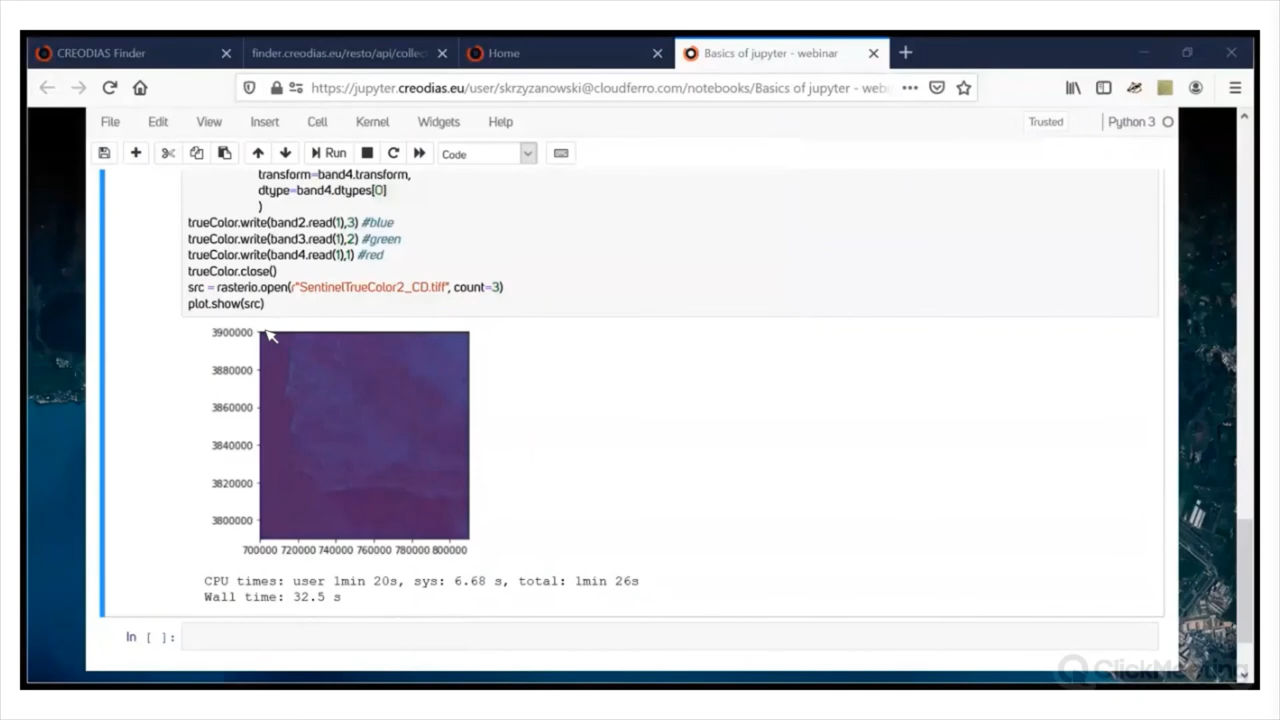 CREODIAS Finder
finder.creodias.eu/resto/api/collect
Home
Basics of jupyter - webinar
https://jupyter.creodias.eu/user/skrzyzanowski@cloudferro.com/notebooks/Basics of jupyter - web
File Edit View Insert Cell Kernel Widgets Help
Trusted Python 3
Run Code
transform=band4.transform,
dtype=band4.dtypes[0]
)
trueColor.write(band2.read(1),3) #blue
trueColor.write(band3.read(1),2) #green
trueColor.write(band4.read(1),1) #red
trueColor.close()
src = rasterio.open(r"SentinelTrueColor2_CD.tiff", count=3)
plot.show(src)
3900000
3880000
3860000
3840000
3820000
3800000
700000 720000 740000 760000 780000 800000
CPU times: user 1min 20s, sys: 6.68 s, total: 1min 26s
Wall time: 32.5 s
In [ ]:
ClickMeeting